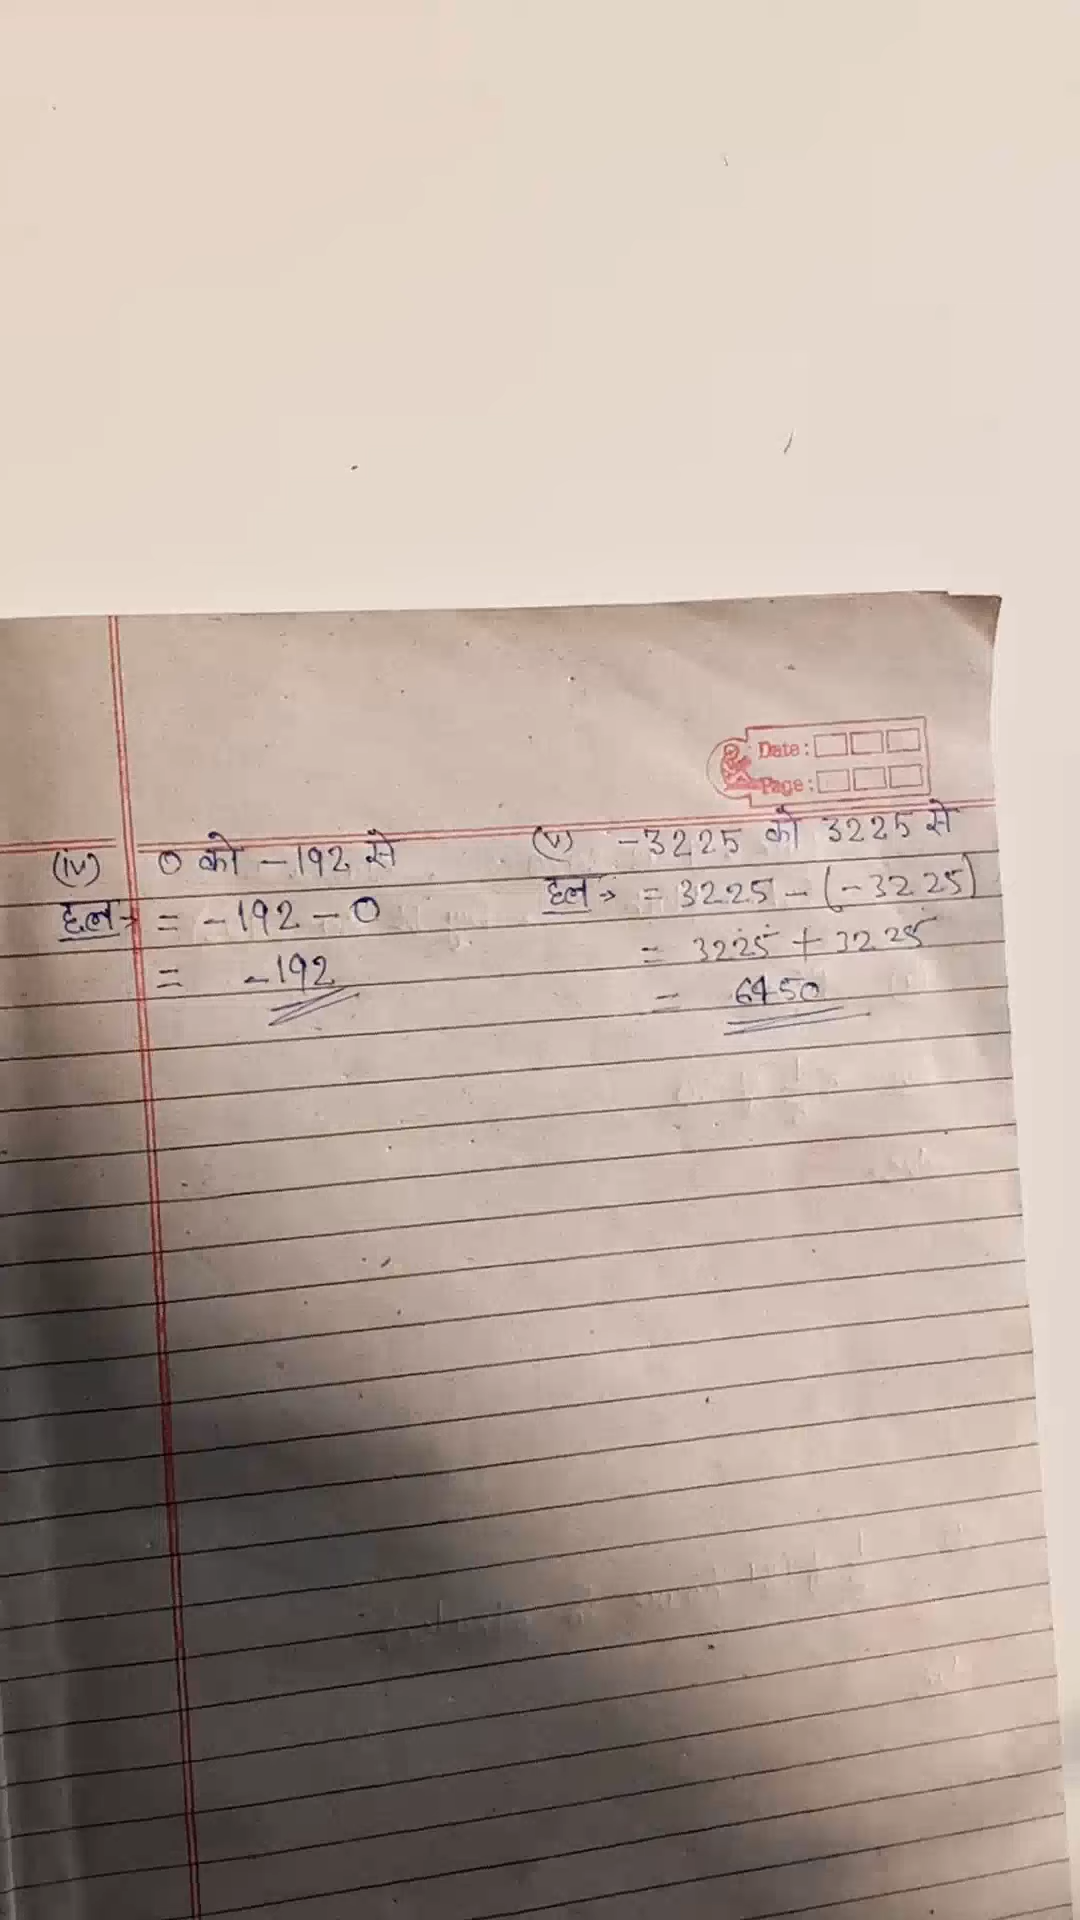 Date:
Page:
(iv) 0 को -192 से
हल→ = -192 - 0
= -192
(v) -3225 को 3225 से
हल→ = 3225 - (-3225)
= 3225 + 3225
= 6450